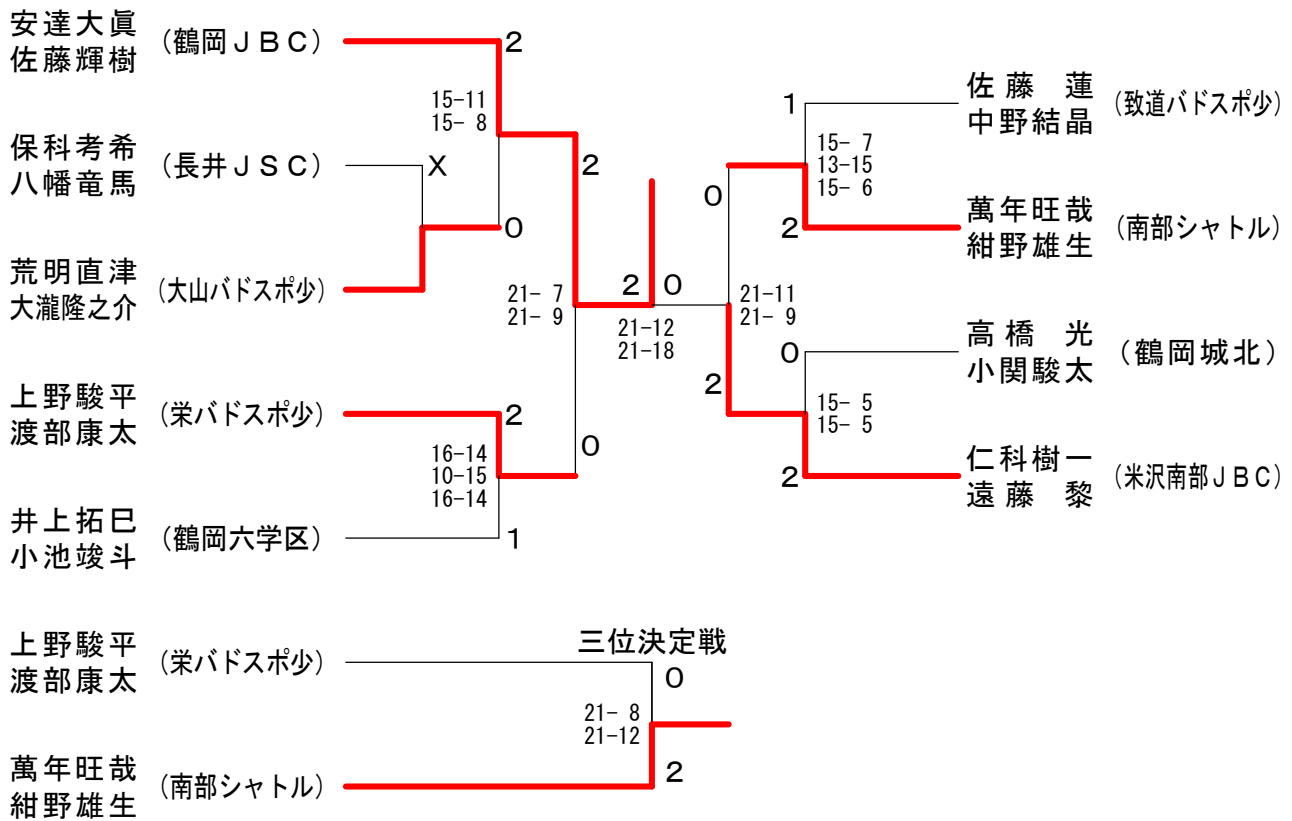 安達大眞
佐藤輝樹
(鶴岡ＪＢＣ)
2
15-11
15- 8
保科考希
八幡竜馬
(長井ＪＳＣ)
X
0
荒明直津
大瀧隆之介
(大山バドスポ少)
2
21- 7
21- 9
上野駿平
渡部康太
(栄バドスポ少)
2
16-14
10-15
16-14
0
井上拓巳
小池竣斗
(鶴岡六学区)
1
2
0
21-12
21-18
佐藤　蓮
中野結晶
(致道バドスポ少)
1
15- 7
13-15
15- 6
萬年旺哉
紺野雄生
(南部シャトル)
2
0
21-11
21- 9
2
高橋　光
小関駿太
(鶴岡城北)
0
15- 5
15- 5
仁科樹一
遠藤　黎
(米沢南部ＪＢＣ)
2
三位決定戦
上野駿平
渡部康太
(栄バドスポ少)
0
21- 8
21-12
萬年旺哉
紺野雄生
(南部シャトル)
2